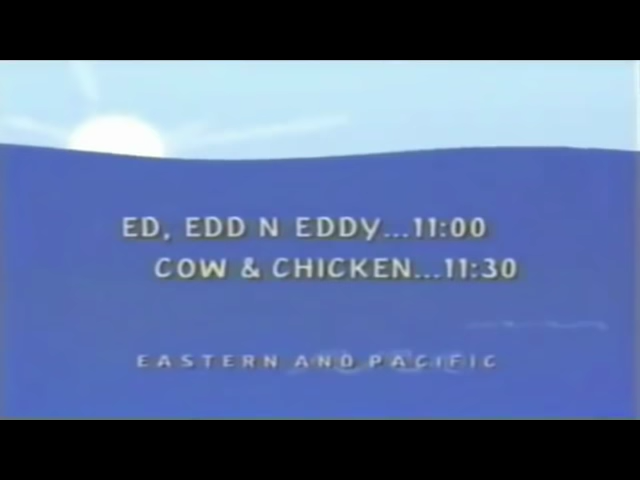 ED, EDD N EDDY...11:00
COW & CHICKEN...11:30
EASTERN AND PACIFIC